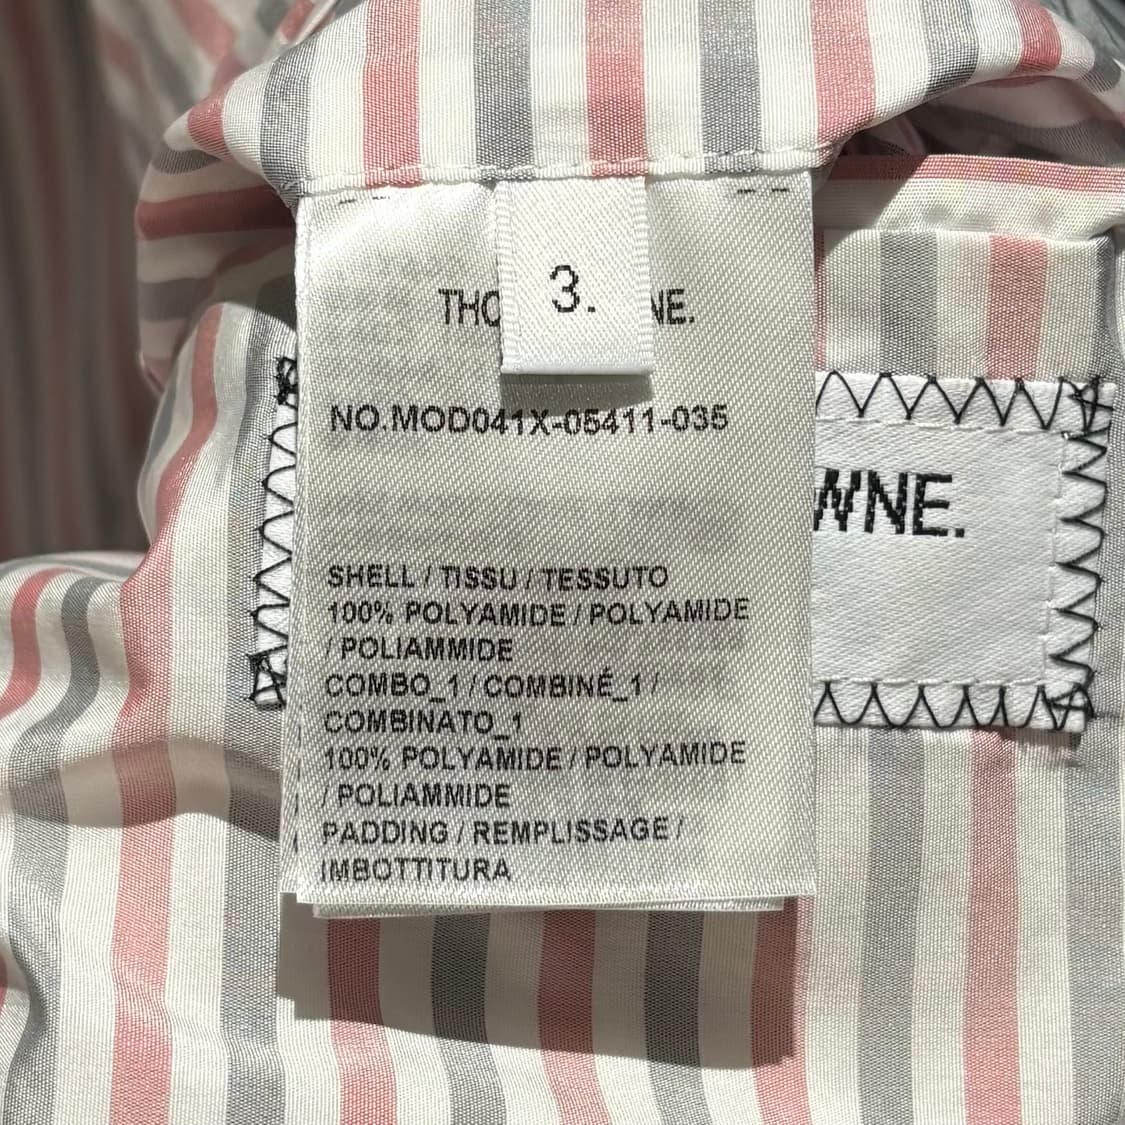 3.
THO NE.
NO.MOD041X-05411-035
WNE.
SHELL / TISSU / TESSUTO
100% POLYAMIDE / POLYAMIDE
/ POLIAMMIDE
COMBO_1 / COMBINÉ_1 /
COMBINATO_1
100% POLYAMIDE / POLYAMIDE
/ POLIAMMIDE
PADDING / REMPLISSAGE /
IMBOTTITURA